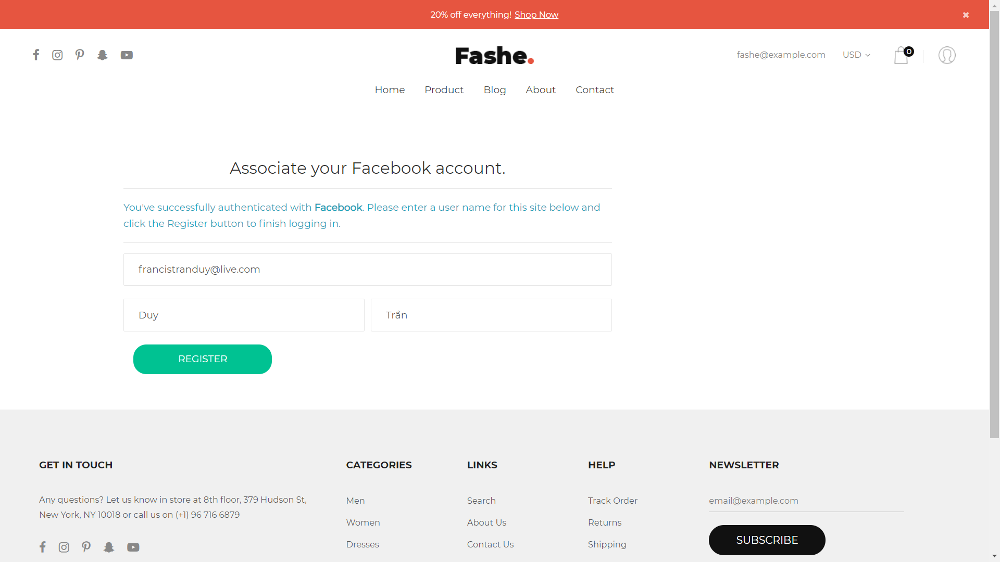 20% off everything! Shop Now
Fashe.
fashe@example.com
USD
0
Home Product Blog About Contact
Associate your Facebook account.
You've successfully authenticated with Facebook. Please enter a user name for this site below and
click the Register button to finish logging in.
francistranduy@live.com
Duy
Trần
REGISTER
GET IN TOUCH
Any questions? Let us know in store at 8th floor, 379 Hudson St,
New York, NY 10018 or call us on (+1) 96 716 6879
CATEGORIES
Men
Women
Dresses
LINKS
Search
About Us
Contact Us
HELP
Track Order
Returns
Shipping
NEWSLETTER
email@example.com
SUBSCRIBE